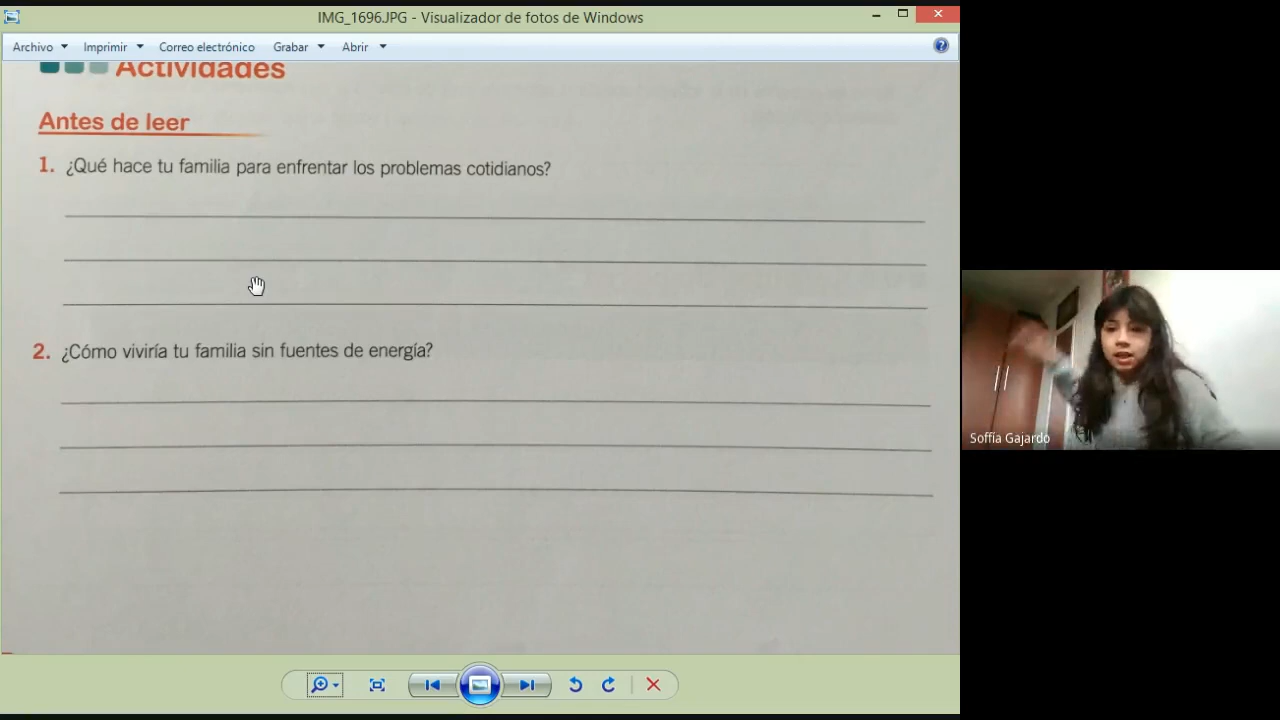 IMG_1696.JPG - Visualizador de fotos de Windows
Archivo Imprimir Correo electrónico Grabar Abrir
Actividades
Antes de leer
1. ¿Qué hace tu familia para enfrentar los problemas cotidianos?
2. ¿Cómo viviría tu familia sin fuentes de energía?
Soffía Gajardo